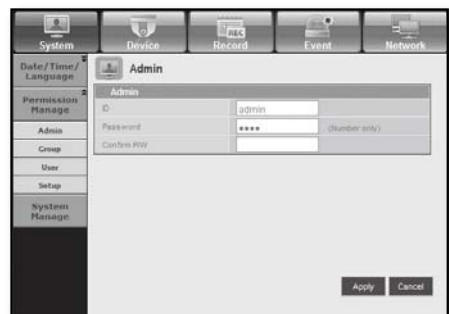 System Device Record Event Network
REC
Date/Time/
Language
Permission
Manage
Admin
Group
User
Setup
System
Manage
Admin
Admin
ID admin
Password **** (Number only)
Confirm P/W
Apply Cancel